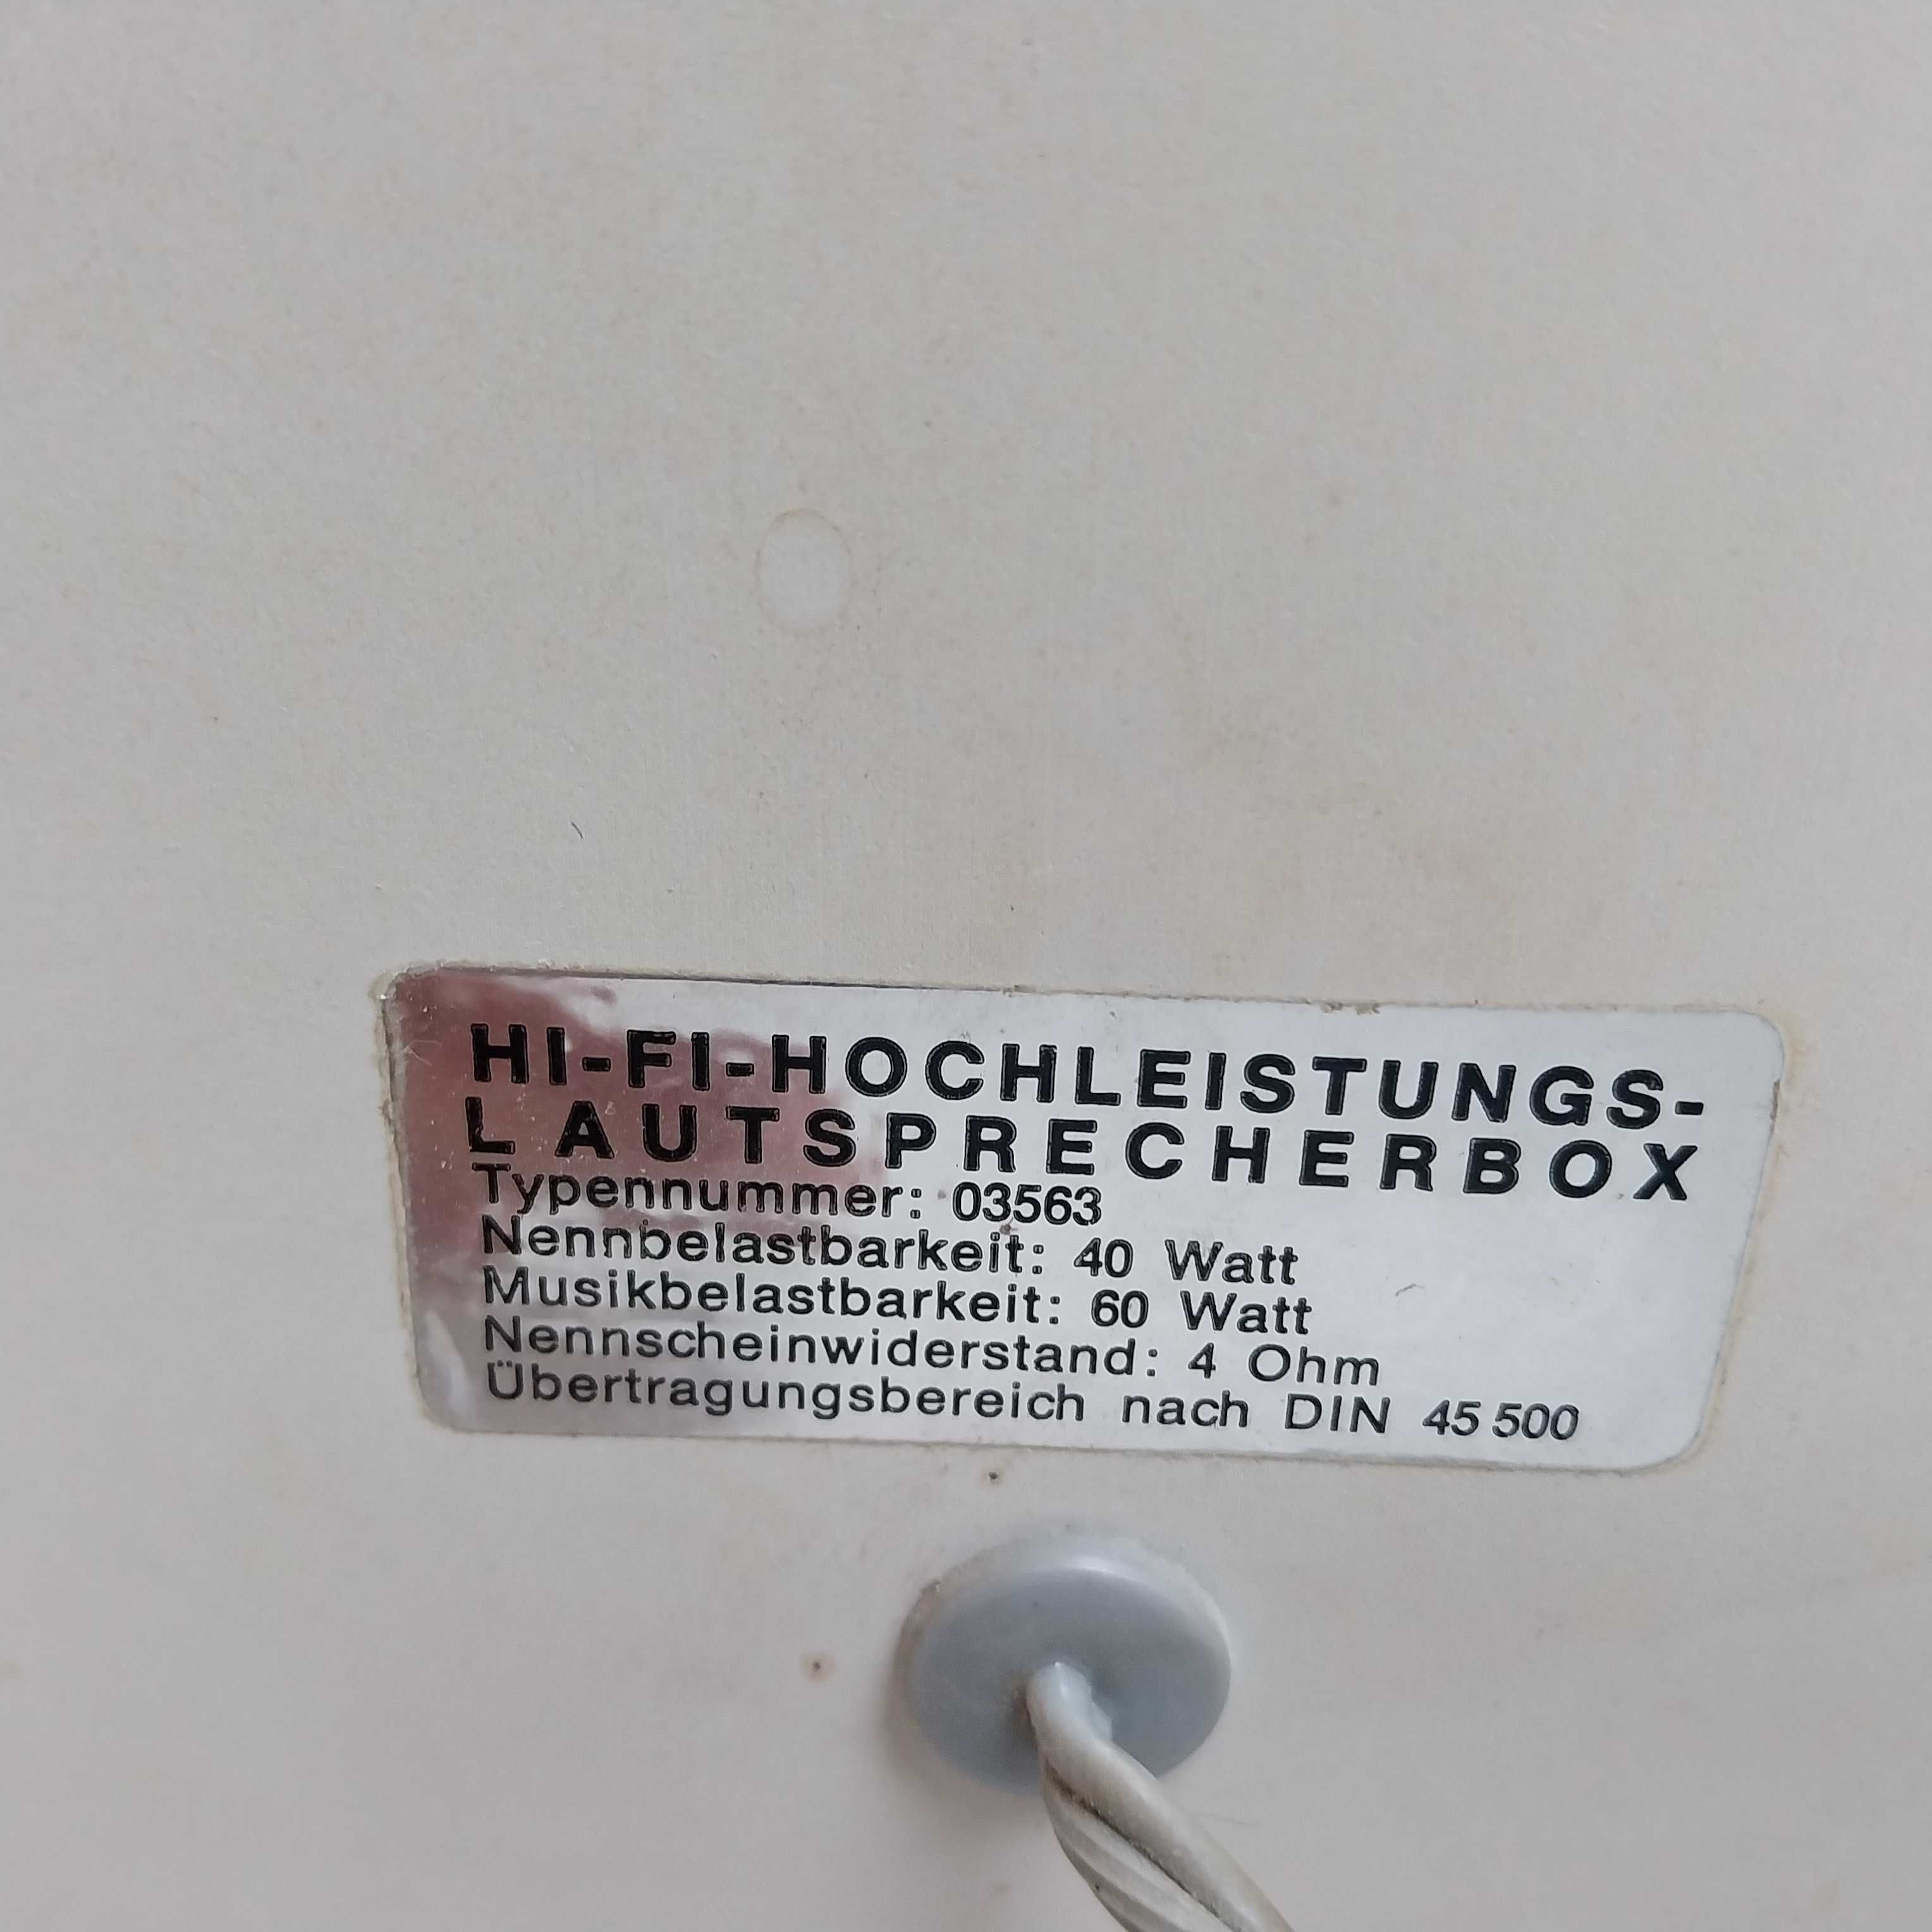 HI-FI-HOCHLEISTUNGS-
LAUTSPRECHERBOX
Typennummer: 03563
Nennbelastbarkeit: 40 Watt
Musikbelastbarkeit: 60 Watt
Nennscheinwiderstand: 4 Ohm
Übertragungsbereich nach DIN 45 500